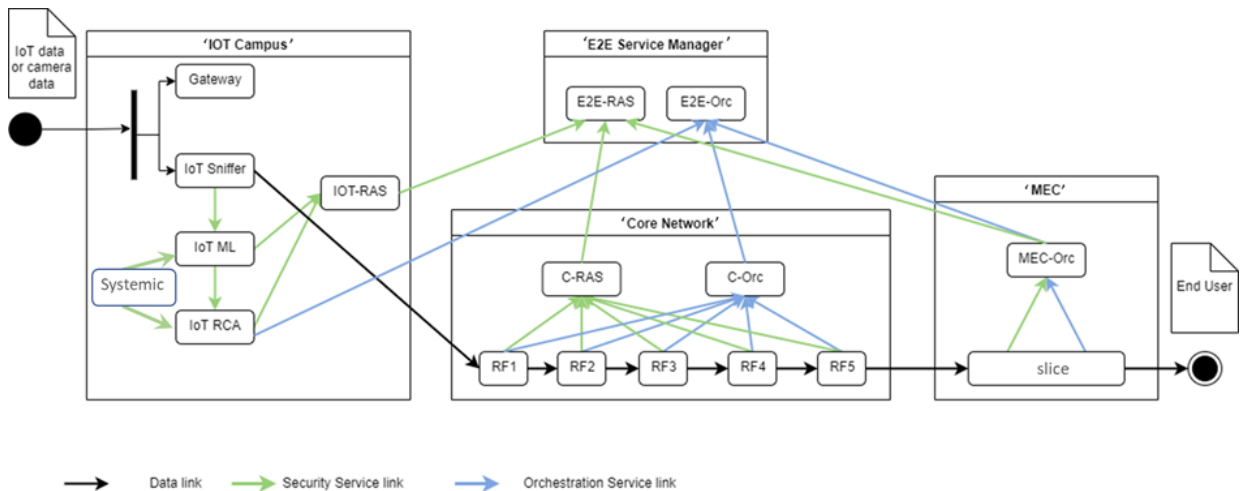 IoT data
or camera
data
'IOT Campus'
Gateway
IoT Sniffer
IOT-RAS
IoT ML
Systemic
IoT RCA
'E2E Service Manager'
E2E-RAS
E2E-Orc
'Core Network'
C-RAS
C-Orc
RF1
RF2
RF3
RF4
RF5
'MEC'
MEC-Orc
slice
End User
Data link
Security Service link
Orchestration Service link